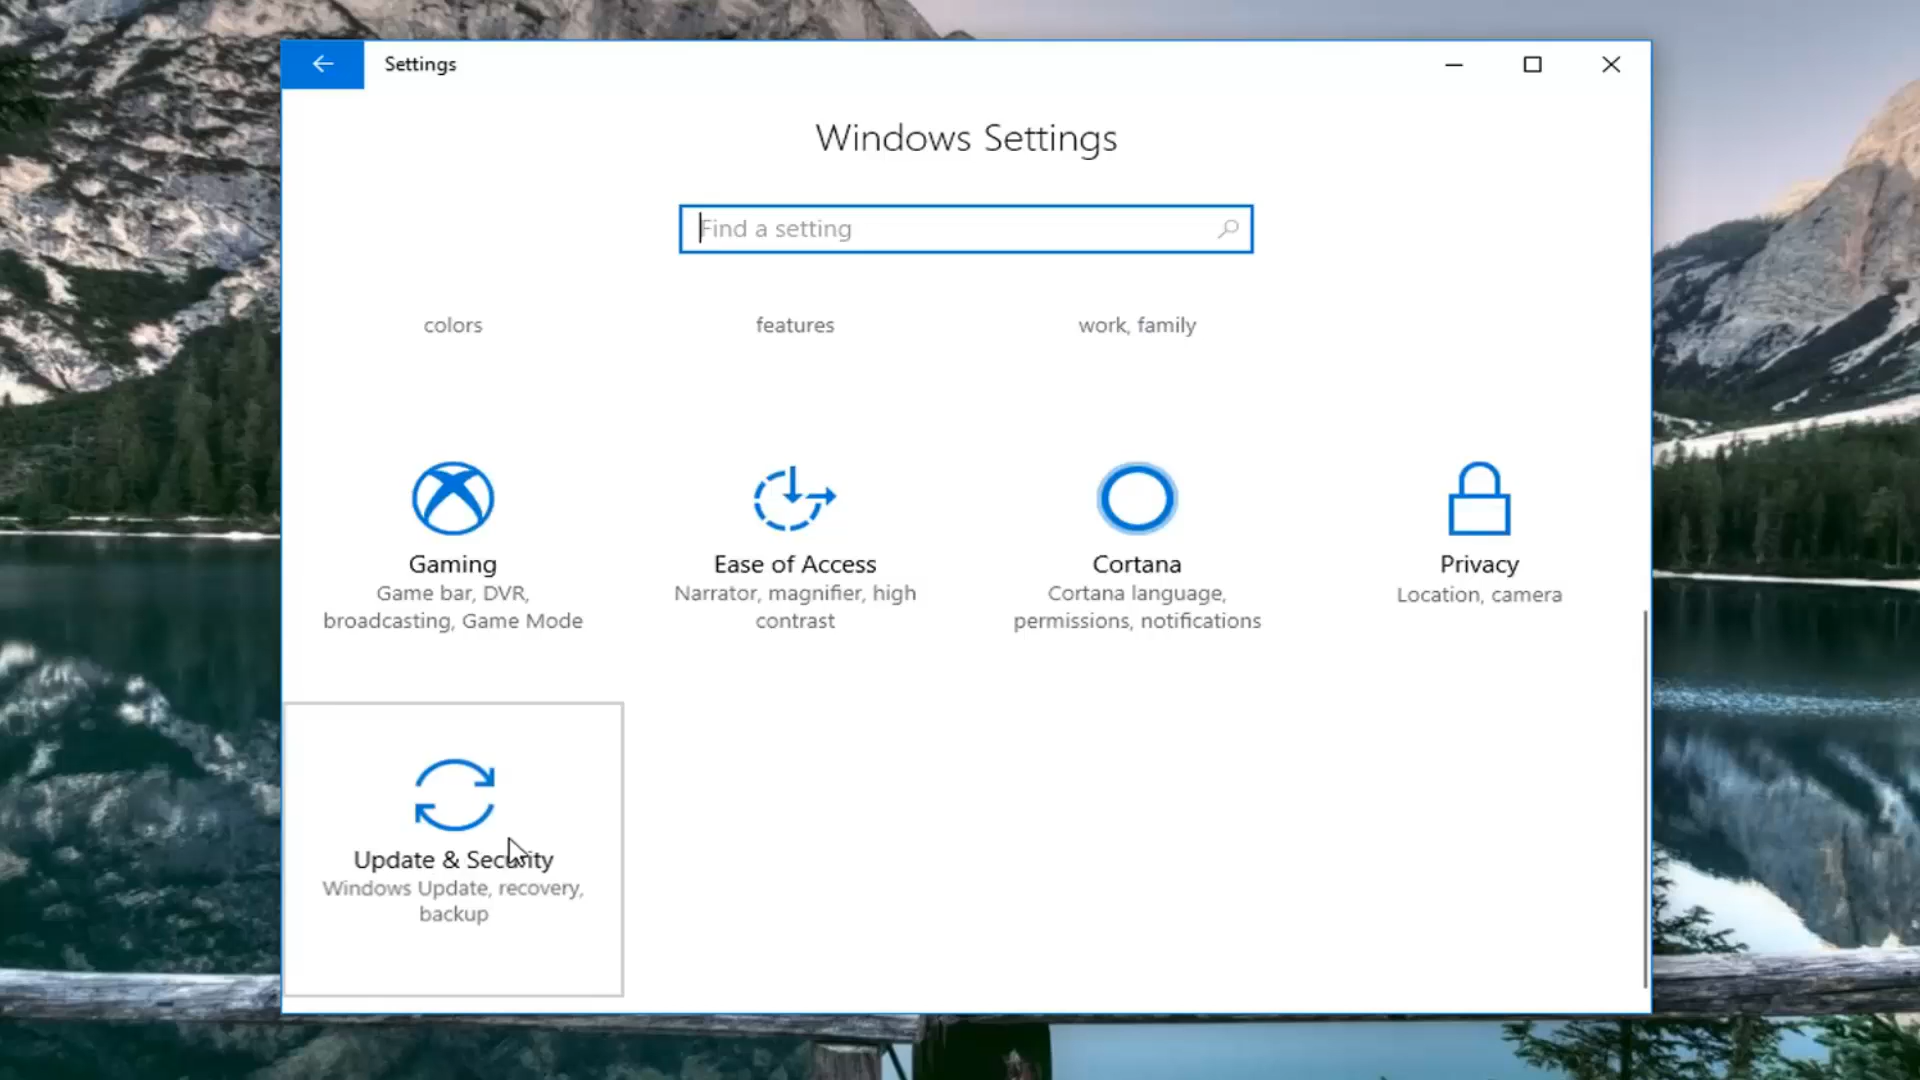 Settings
Windows Settings
Find a setting
colors
features
work, family
Gaming
Game bar, DVR,
broadcasting, Game Mode
Ease of Access
Narrator, magnifier, high
contrast
Cortana
Cortana language,
permissions, notifications
Privacy
Location, camera
Update & Security
Windows Update, recovery,
backup